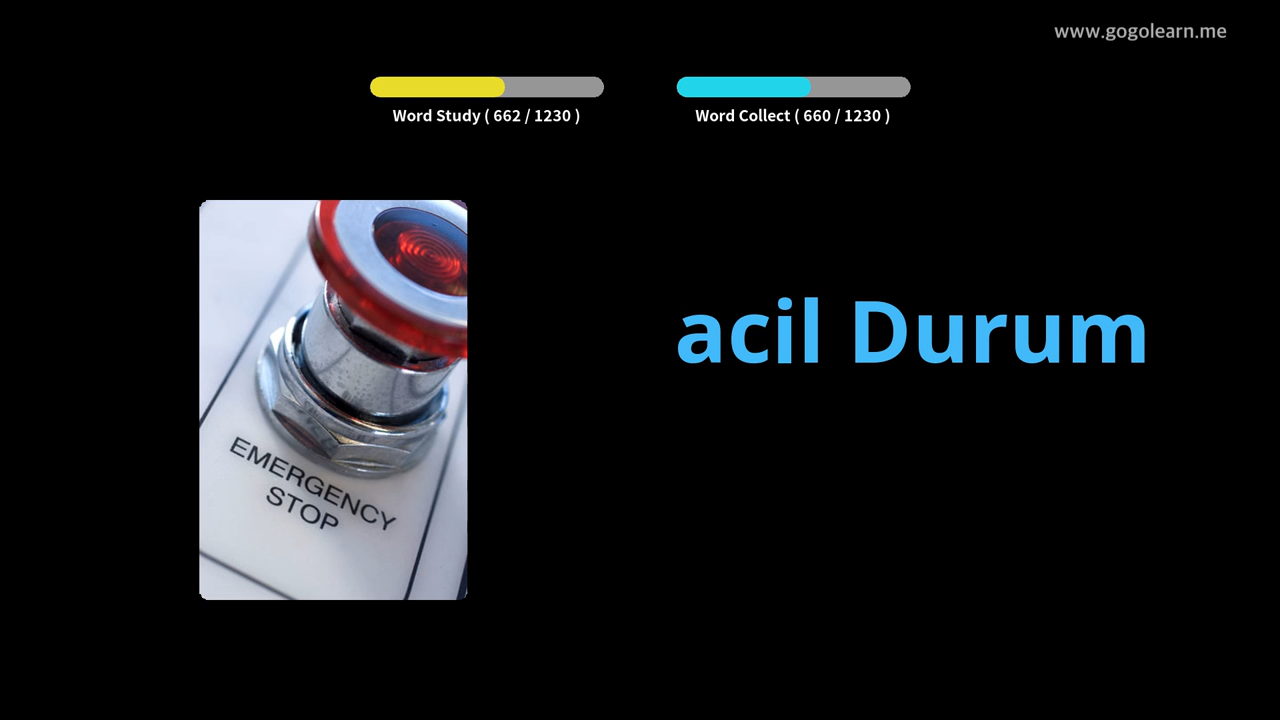 www.gogolearn.me
Word Study ( 662 / 1230 )
Word Collect ( 660 / 1230 )
acil Durum
EMERGENCY
STOP